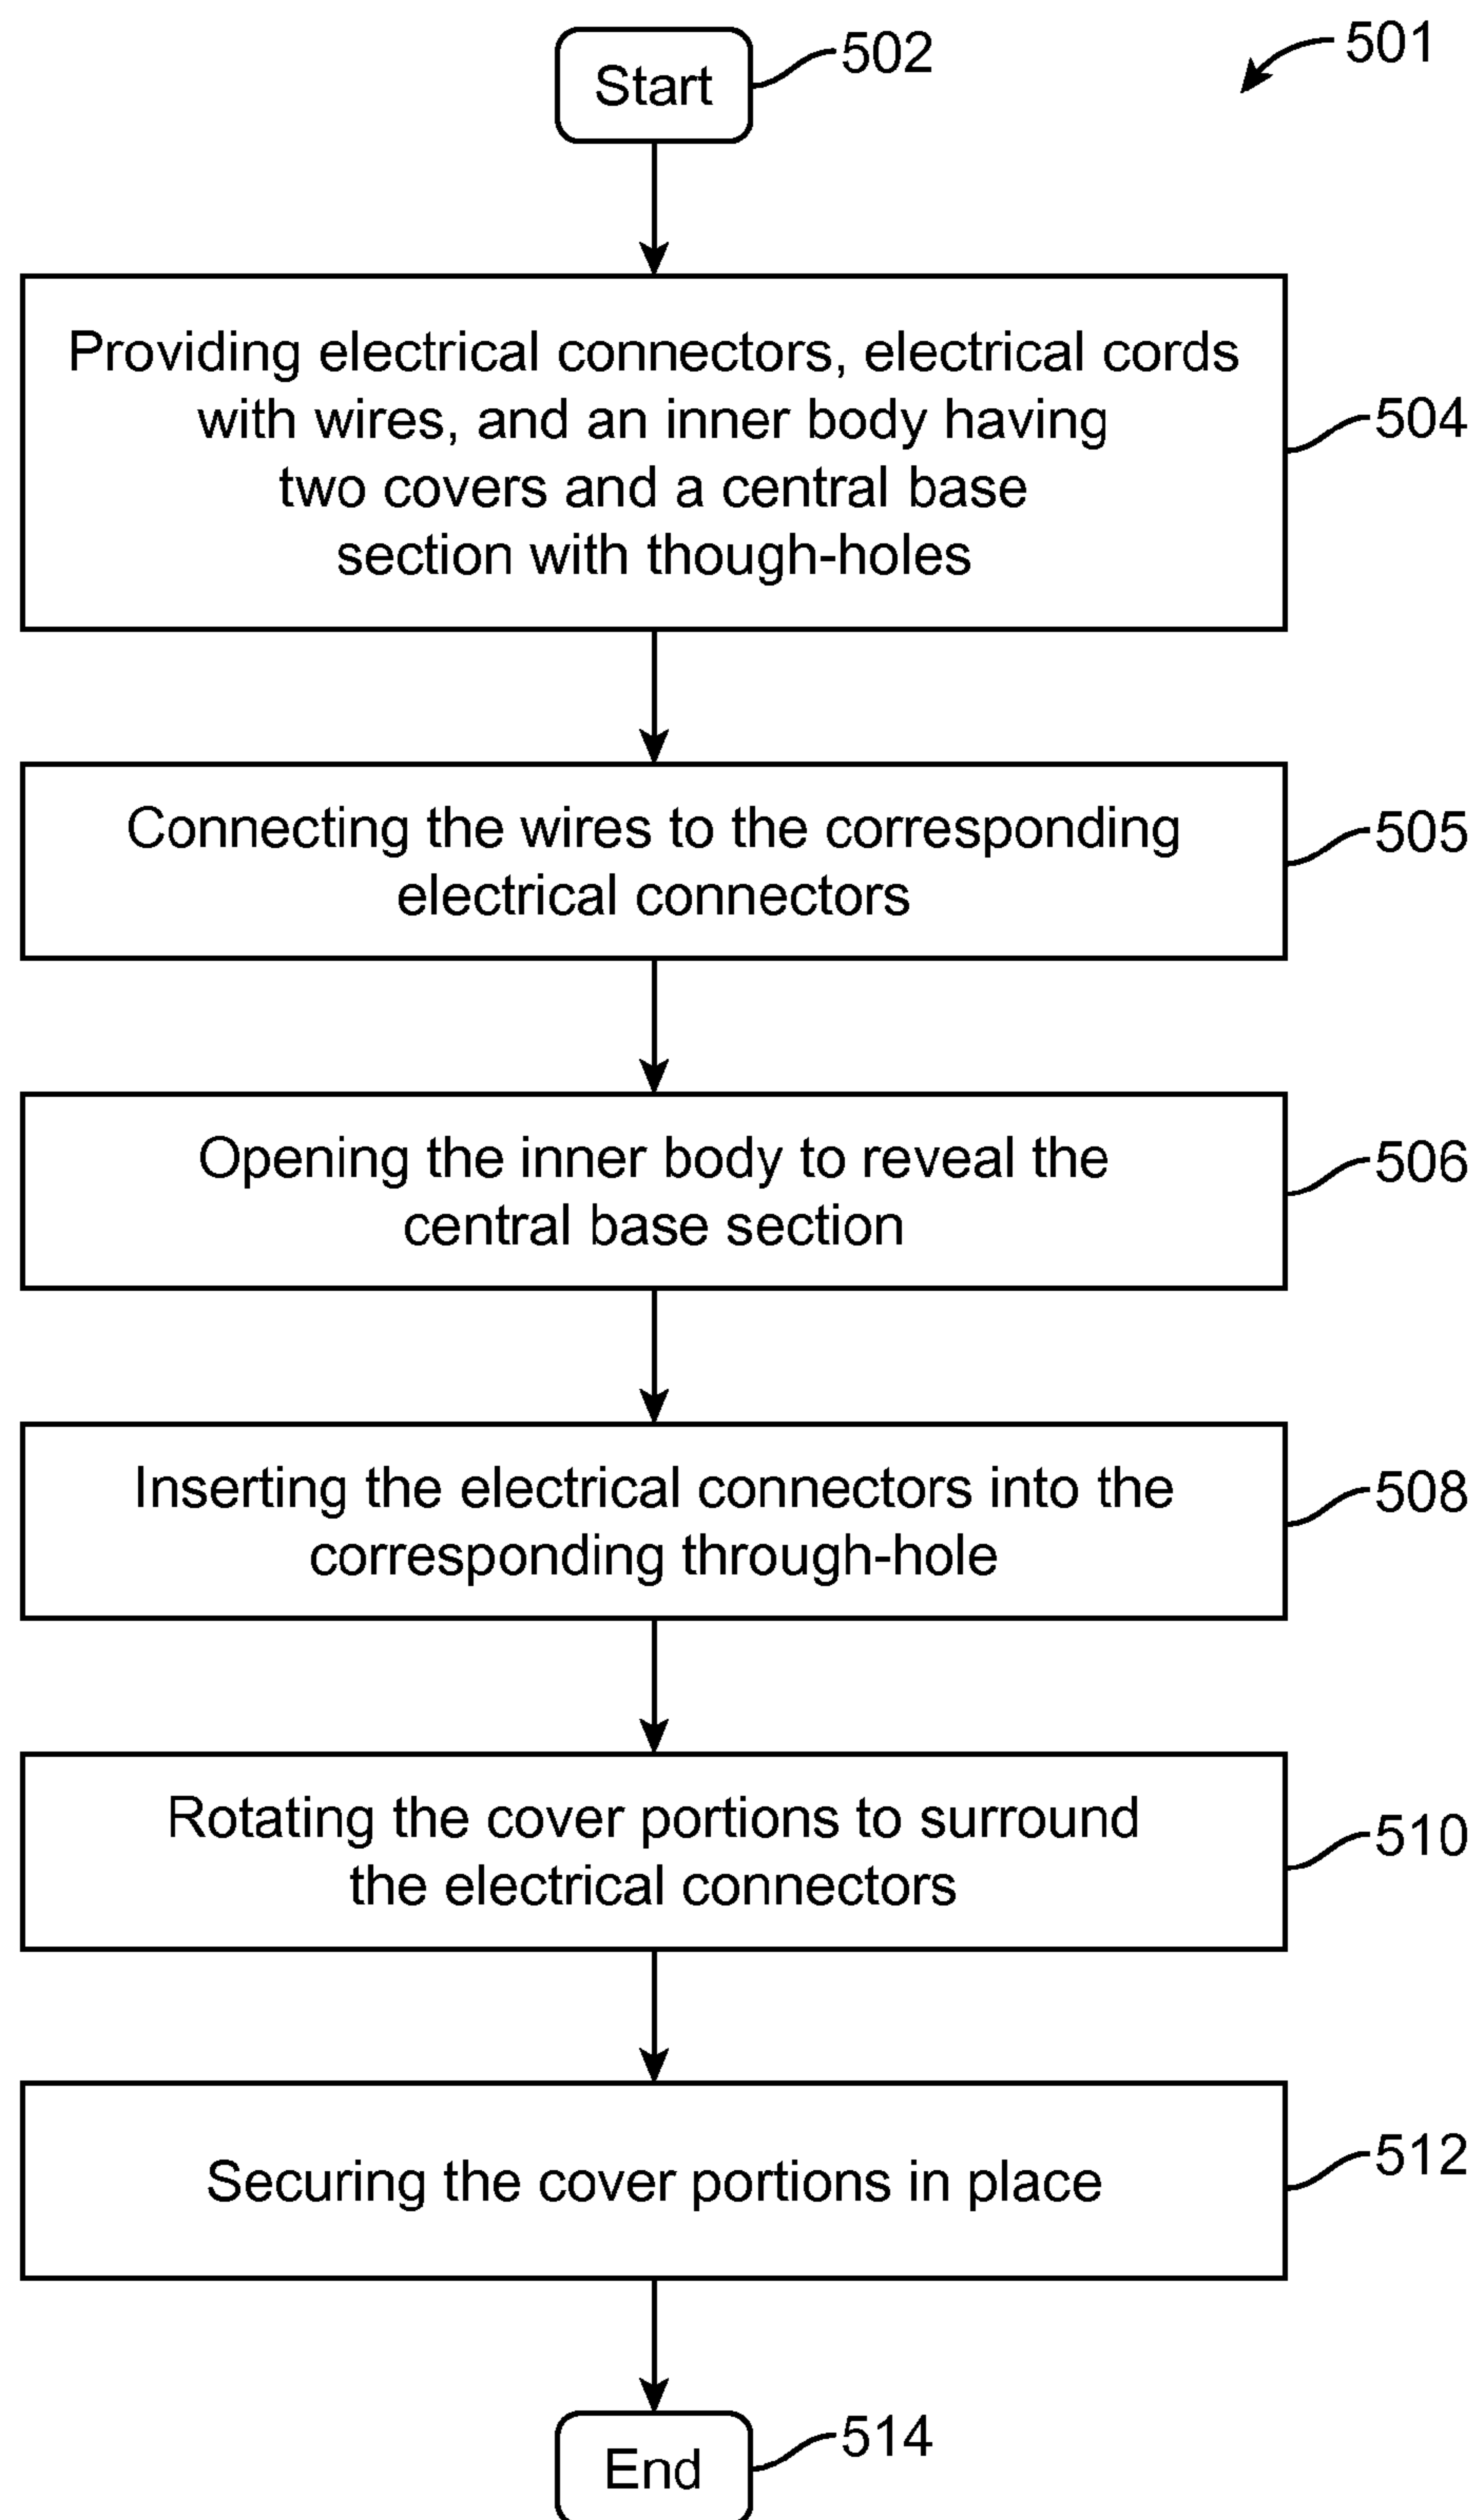 Start
502
501
Providing electrical connectors, electrical cords
with wires, and an inner body having
two covers and a central base
section with though-holes
504
Connecting the wires to the corresponding
electrical connectors
505
Opening the inner body to reveal the
central base section
506
Inserting the electrical connectors into the
corresponding through-hole
508
Rotating the cover portions to surround
the electrical connectors
510
Securing the cover portions in place
512
End
514